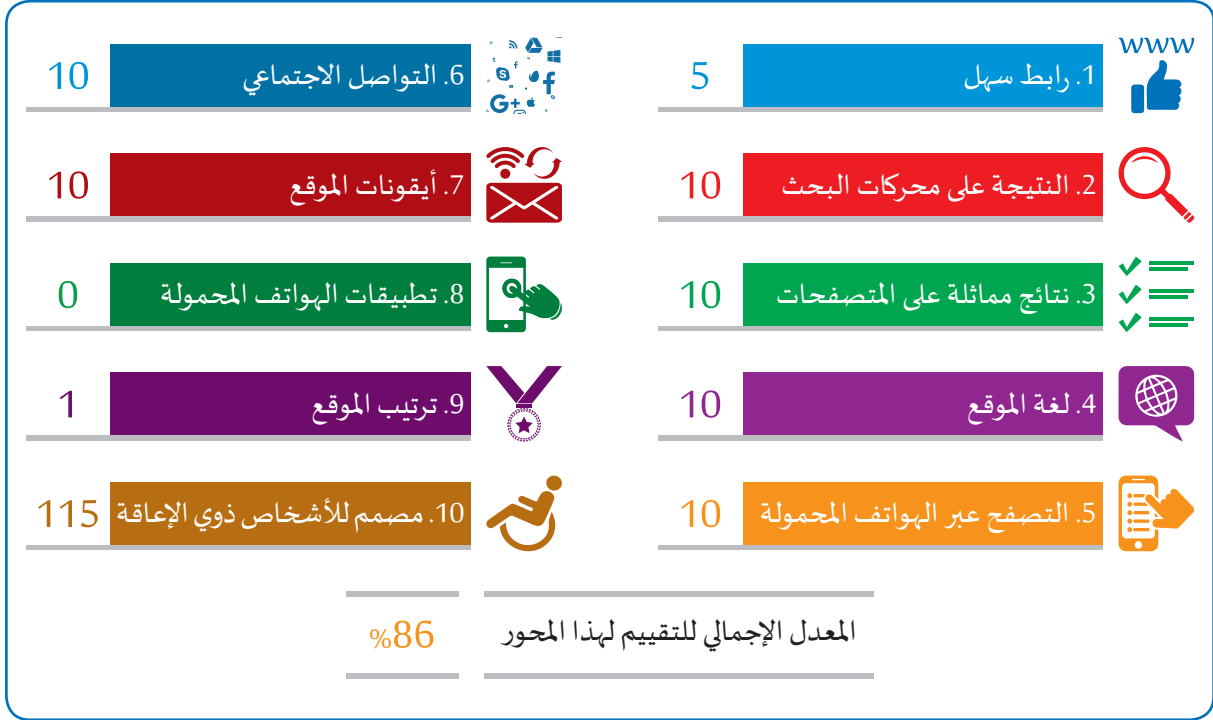 www
1. رابط سهل
5
2. النتيجة على محركات البحث
10
3. نتائج مماثلة على المتصفحات
10
4. لغة الموقع
10
5. التصفح عبر الهواتف المحمولة
10
6. التواصل الاجتماعي
10
7. أيقونات الموقع
10
8. تطبيقات الهواتف المحمولة
0
9. ترتيب الموقع
1
10. مصمم للأشخاص ذوي الإعاقة
115
المعدل الإجمالي للتقييم لهذا المحور
%86